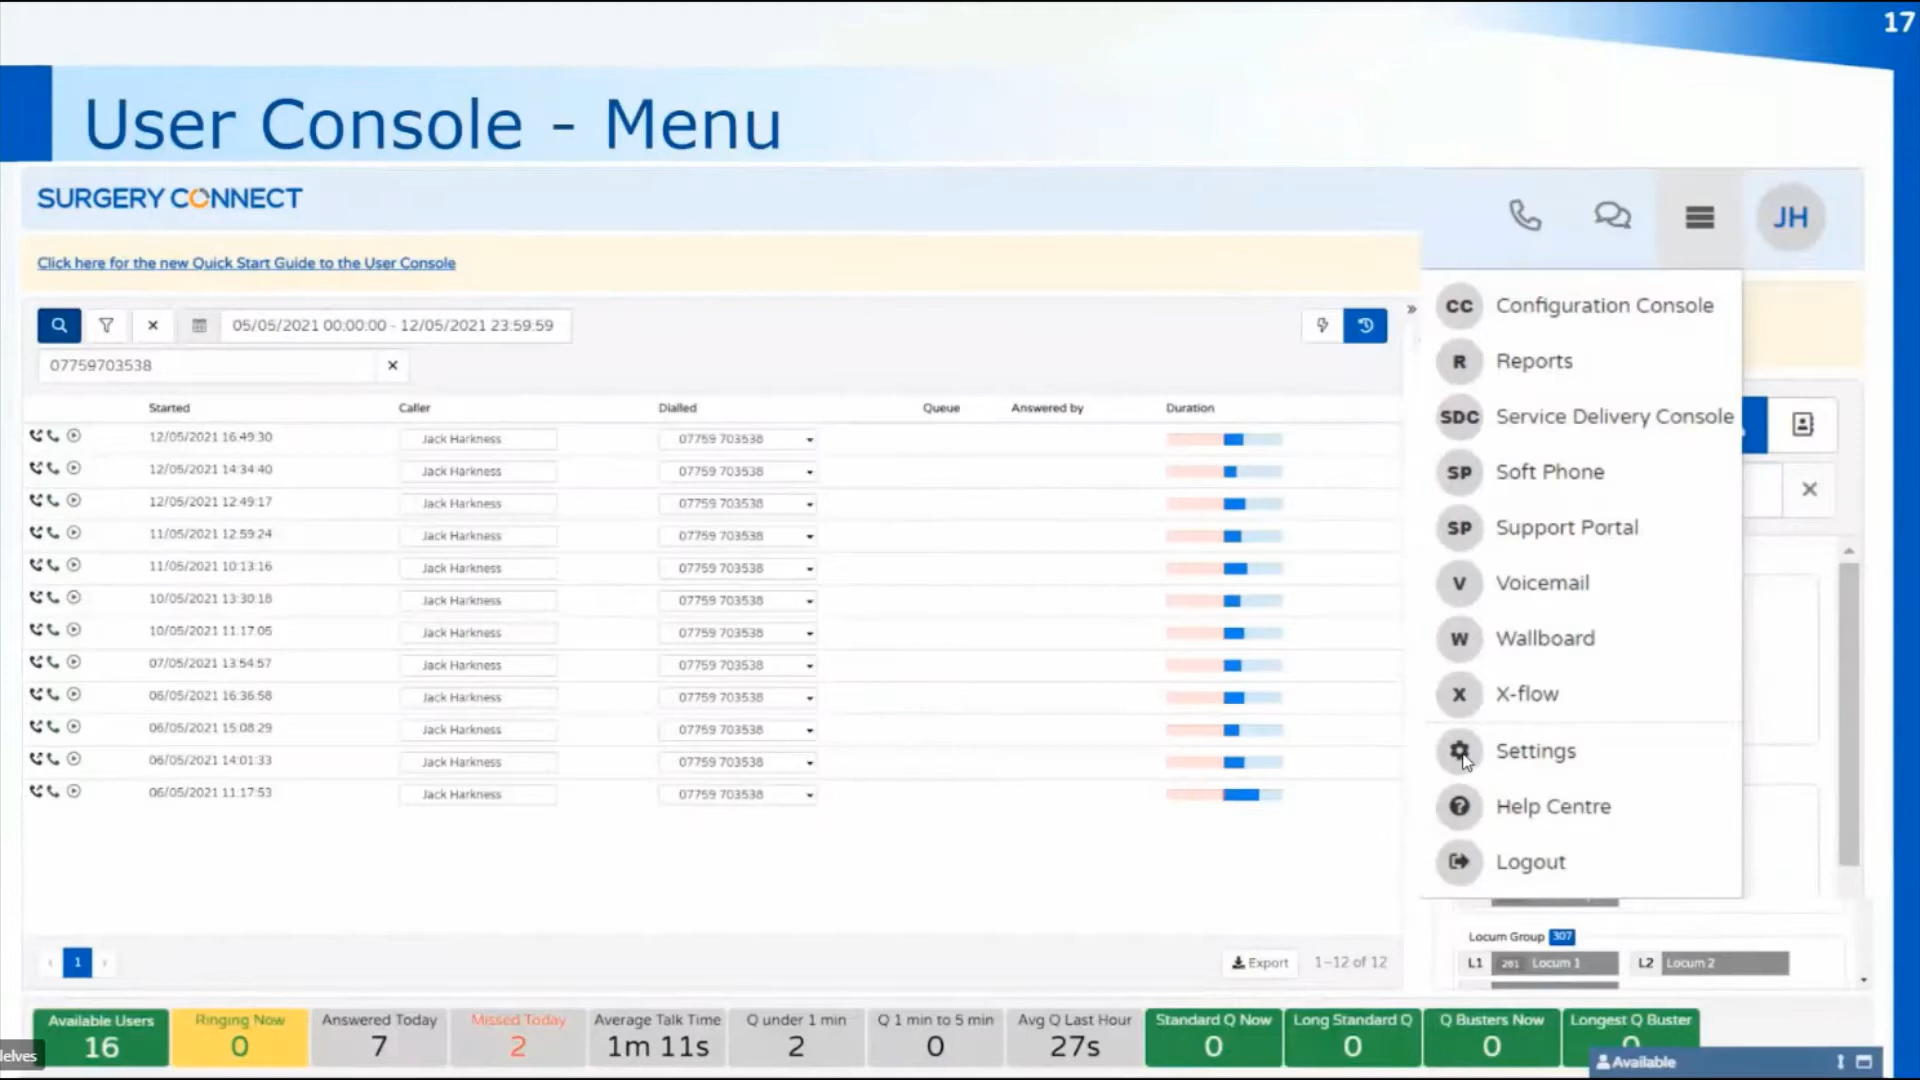 17
User Console - Menu
SURGERY CONNECT
JH
Click here for the new Quick Start Guide to the User Console
05/05/2021 00:00:00 - 12/05/2021 23:59:59
07759703538
Started Caller Dialled Queue Answered by Duration
12/05/2021 16:49:30 Jack Harkness 07759 703538
12/05/2021 14:34:40 Jack Harkness 07759 703538
12/05/2021 12:49:17 Jack Harkness 07759 703538
11/05/2021 12:59:24 Jack Harkness 07759 703538
11/05/2021 10:13:16 Jack Harkness 07759 703538
10/05/2021 13:30:18 Jack Harkness 07759 703538
10/05/2021 11:17:05 Jack Harkness 07759 703538
07/05/2021 13:54:57 Jack Harkness 07759 703538
06/05/2021 16:36:58 Jack Harkness 07759 703538
06/05/2021 15:08:29 Jack Harkness 07759 703538
06/05/2021 14:01:33 Jack Harkness 07759 703538
06/05/2021 11:17:53 Jack Harkness 07759 703538
1
Export 1-12 of 12
CC Configuration Console
R Reports
SDC Service Delivery Console
SP Soft Phone
SP Support Portal
V Voicemail
W Wallboard
X X-flow
Settings
Help Centre
Logout
Locum Group 307
L1 201 Locum 1 L2 Locum 2
Available Users Ringing Now Answered Today Missed Today Average Talk Time Q under 1 min Q 1 min to 5 min Avg Q Last Hour Standard Q Now Long Standard Q Q Busters Now Longest Q Buster
16 0 7 2 1m 11s 2 0 27s 0 0 0 0
Available